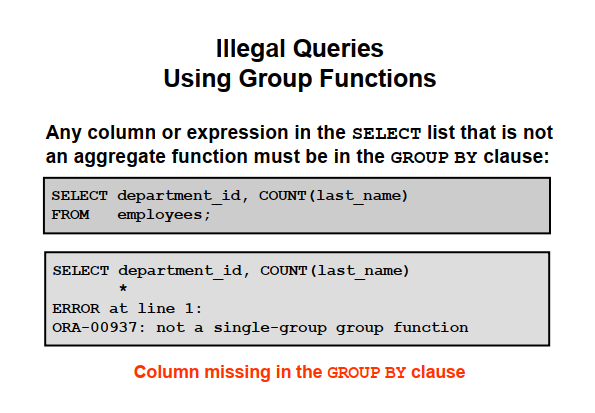 Illegal Queries
Using Group Functions
Any column or expression in the SELECT list that is not
an aggregate function must be in the GROUP BY clause:
SELECT department_id, COUNT(last_name)
FROM   employees;
SELECT department_id, COUNT(last_name)
       *
ERROR at line 1:
ORA-00937: not a single-group group function
Column missing in the GROUP BY clause